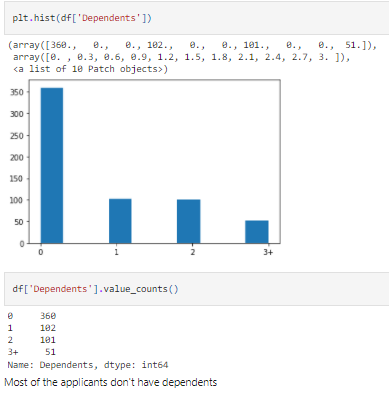 plt.hist(df['Dependents'])
(array([360.,   0.,   0., 102.,   0.,   0., 101.,   0.,   0.,  51.]),
array([0. , 0.3, 0.6, 0.9, 1.2, 1.5, 1.8, 2.1, 2.4, 2.7, 3. ]),
<a list of 10 Patch objects>)
350
300
250
200
150
100
50
0
0 1 2 3+
df['Dependents'].value_counts()
0     360
1     102
2     101
3+     51
Name: Dependents, dtype: int64
Most of the applicants don't have dependents